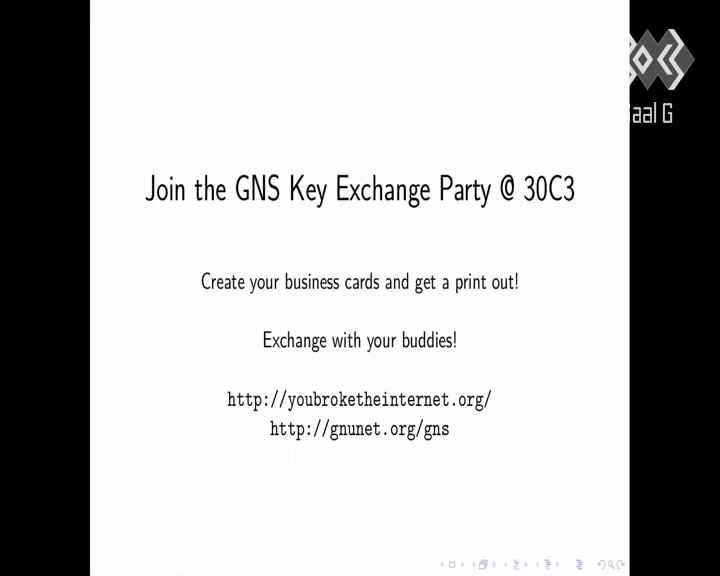 Join the GNS Key Exchange Party @ 30C3
Create your business cards and get a print out!
Exchange with your buddies!
http://youbroketheinternet.org/
http://gnunet.org/gns
aal G